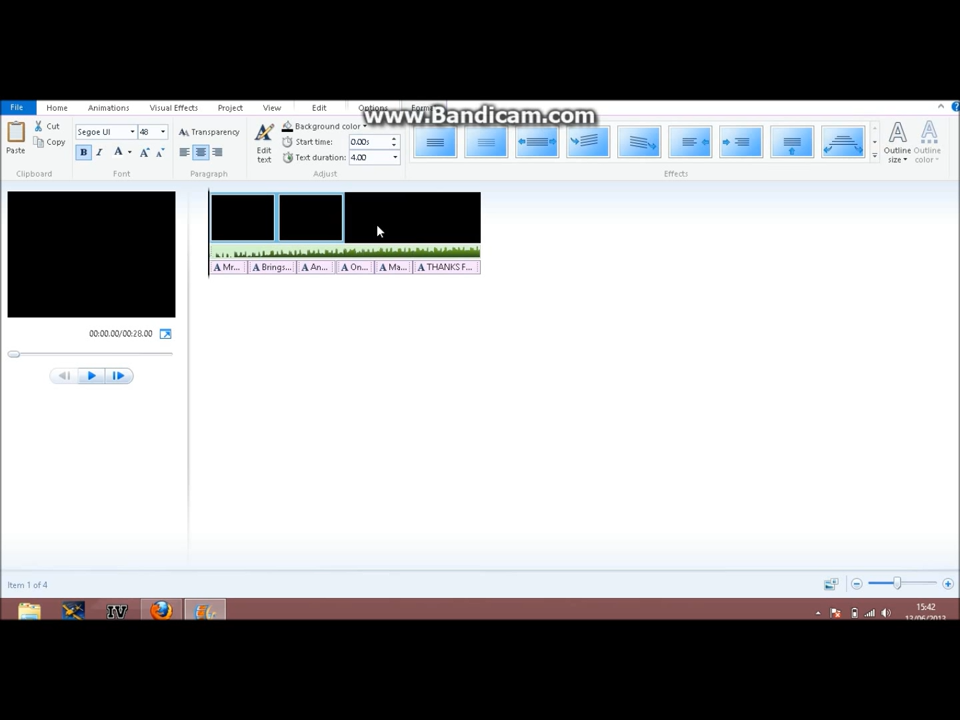 www.Bandicam.com
File Home Animations Visual Effects Project View Edit Options
Cut
Copy
Paste
Clipboard
Segoe UI 48
B I A A A
Font
Transparency
Paragraph
Edit text
Background color
Start time: 0.00s
Text duration: 4.00
Adjust
Effects
Outline size
Outline color
A Mr... A Brings... A An... A On... A Ma... A THANKS F...
00:00.00/00:28.00
Item 1 of 4
IV
15:42